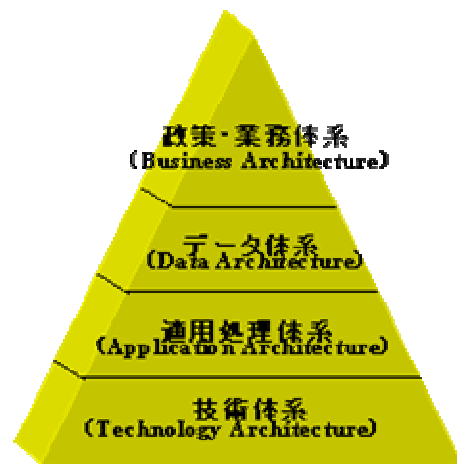 政策・業務体系
(Business Architecture)
データ体系
(Data Architecture)
適用処理体系
(Application Architecture)
技術体系
(Technology Architecture)